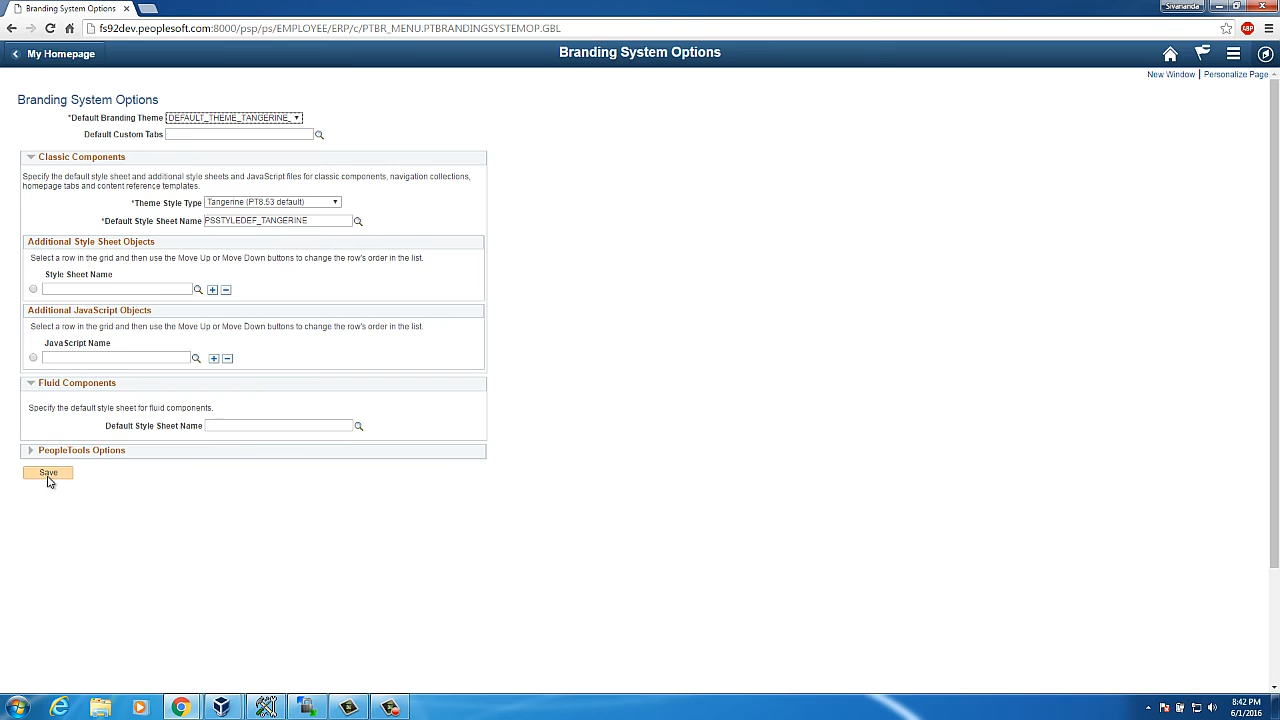 Branding System Options
Sivananda
fs92dev.peoplesoft.com:8000/psp/ps/EMPLOYEE/ERP/c/PTBR_MENU.PTBRANDINGSYSTEMOP.GBL
ABP
My Homepage
Branding System Options
New Window | Personalize Page
Branding System Options
*Default Branding Theme DEFAULT_THEME_TANGERINE_
Default Custom Tabs
Classic Components
Specify the default style sheet and additional style sheets and JavaScript files for classic components, navigation collections,
homepage tabs and content reference templates.
*Theme Style Type Tangerine (PT8.53 default)
*Default Style Sheet Name PSSTYLEDEF_TANGERINE
Additional Style Sheet Objects
Select a row in the grid and then use the Move Up or Move Down buttons to change the row's order in the list.
Style Sheet Name
Additional JavaScript Objects
Select a row in the grid and then use the Move Up or Move Down buttons to change the row's order in the list.
JavaScript Name
Fluid Components
Specify the default style sheet for fluid components.
Default Style Sheet Name
PeopleTools Options
Save
8:42 PM
6/1/2016